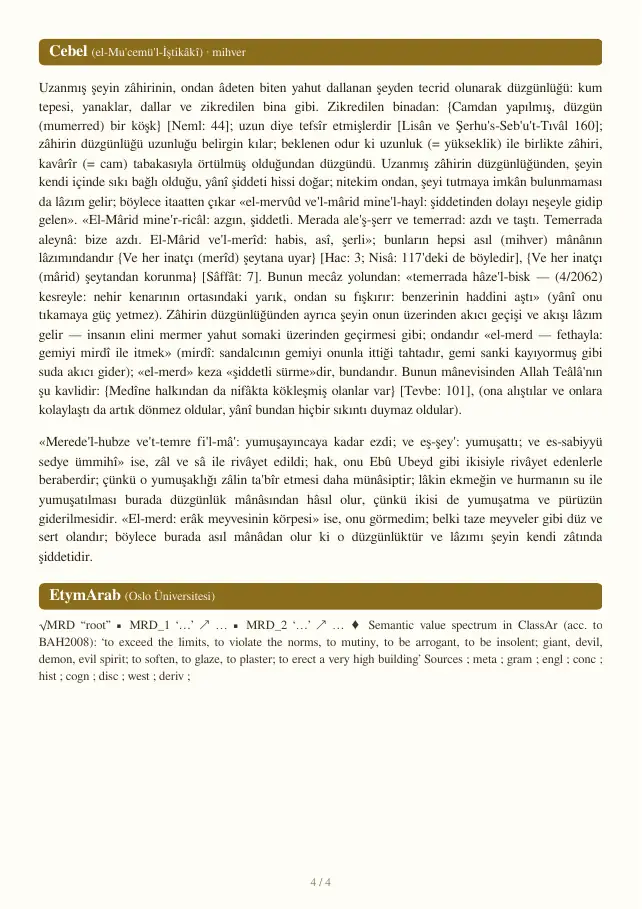 Cebel (el-Mu'cemü'l-İştikâkî) · mihver
Uzanmış şeyin zâhirinin, ondan âdeten biten yahut dallanan şeyden tecrid olunarak düzgünlüğü: kum
tepesi, yanaklar, dallar ve zikredilen bina gibi. Zikredilen binadan: {Camdan yapılmış, düzgün
(mumerred) bir köşk} [Neml: 44]; uzun diye tefsîr etmişlerdir [Lisân ve Şerhu's-Seb'u't-Tıvâl 160];
zâhirin düzgünlüğü uzunluğu belirgin kılar; beklenen odur ki uzunluk (= yükseklik) ile birlikte zâhiri,
kavârîr (= cam) tabakasıyla örtülmüş olduğundan düzgündü. Uzanmış zâhirin düzgünlüğünden, şeyin
kendi içinde sıkı bağlı olduğu, yânî şiddeti hissi doğar; nitekim ondan, şeyi tutmaya imkân bulunmaması
da lâzım gelir; böylece itaatten çıkar «el-mervûd ve'l-mârid mine'l-hayl: şiddetinden dolayı neşeyle gidip
gelen». «El-Mârid mine'r-ricâl: azgın, şiddetli. Merada ale'ş-şerr ve temerrad: azdı ve taştı. Temerrada
aleynâ: bize azdı. El-Mârid ve'l-merîd: habis, asî, şerli»; bunların hepsi asıl (mihver) mânânın
lâzımındandır {Ve her inatçı (merîd) şeytana uyar} [Hac: 3; Nisâ: 117'deki de böyledir], {Ve her inatçı
(mârid) şeytandan korunma} [Sâffât: 7]. Bunun mecâz yolundan: «temerrada hâze'l-bisk — (4/2062)
kesreyle: nehir kenarının ortasındaki yarık, ondan su fışkırır: benzerinin haddini aştı» (yânî onu
tıkamaya güç yetmez). Zâhirin düzgünlüğünden ayrıca şeyin onun üzerinden akıcı geçişi ve akışı lâzım
gelir — insanın elini mermer yahut somaki üzerinden geçirmesi gibi; ondandır «el-merd — fethayla:
gemiyi mirdî ile itmek» (mirdî: sandalcının gemiyi onunla ittiği tahtadır, gemi sanki kayıyormuş gibi
suda akıcı gider); «el-merd» keza «şiddetli sürme»dir, bundandır. Bunun mânevisinden Allah Teâlâ'nın
şu kavlidir: {Medîne halkından da nifâkta kökleşmiş olanlar var} [Tevbe: 101], (ona alıştılar ve onlara
kolaylaştı da artık dönmez oldular, yânî bundan hiçbir sıkıntı duymaz oldular).
«Merede'l-hubze ve't-temre fi'l-mâ': yumuşayıncaya kadar ezdi; ve eş-şey': yumuşattı; ve es-sabiyyü
sedye ümmihî» ise, zâl ve sâ ile rivâyet edildi; hak, onu Ebû Ubeyd gibi ikisiyle rivâyet edenlerle
beraberdir; çünkü o yumuşaklığı zâlin ta'bîr etmesi daha münâsiptir; lâkin ekmeğin ve hurmanın su ile
yumuşatılması burada düzgünlük mânâsından hâsıl olur, çünkü ikisi de yumuşatma ve pürüzün
giderilmesidir. «El-merd: erâk meyvesinin körpesi» ise, onu görmedim; belki taze meyveler gibi düz ve
sert olandır; böylece burada asıl mânâdan olur ki o düzgünlüktür ve lâzımı şeyin kendi zâtında
şiddetidir.
EtymArab (Oslo Üniversitesi)
√MRD “root” ▪ MRD_1 ‘…’ ↗ … ▪ MRD_2 ‘…’ ↗ … ♦ Semantic value spectrum in ClassAr (acc. to
BAH2008): ‘to exceed the limits, to violate the norms, to mutiny, to be arrogant, to be insolent; giant, devil,
demon, evil spirit; to soften, to glaze, to plaster; to erect a very high building’ Sources ; meta ; gram ; engl ; conc ;
hist ; cogn ; disc ; west ; deriv ;
4 / 4